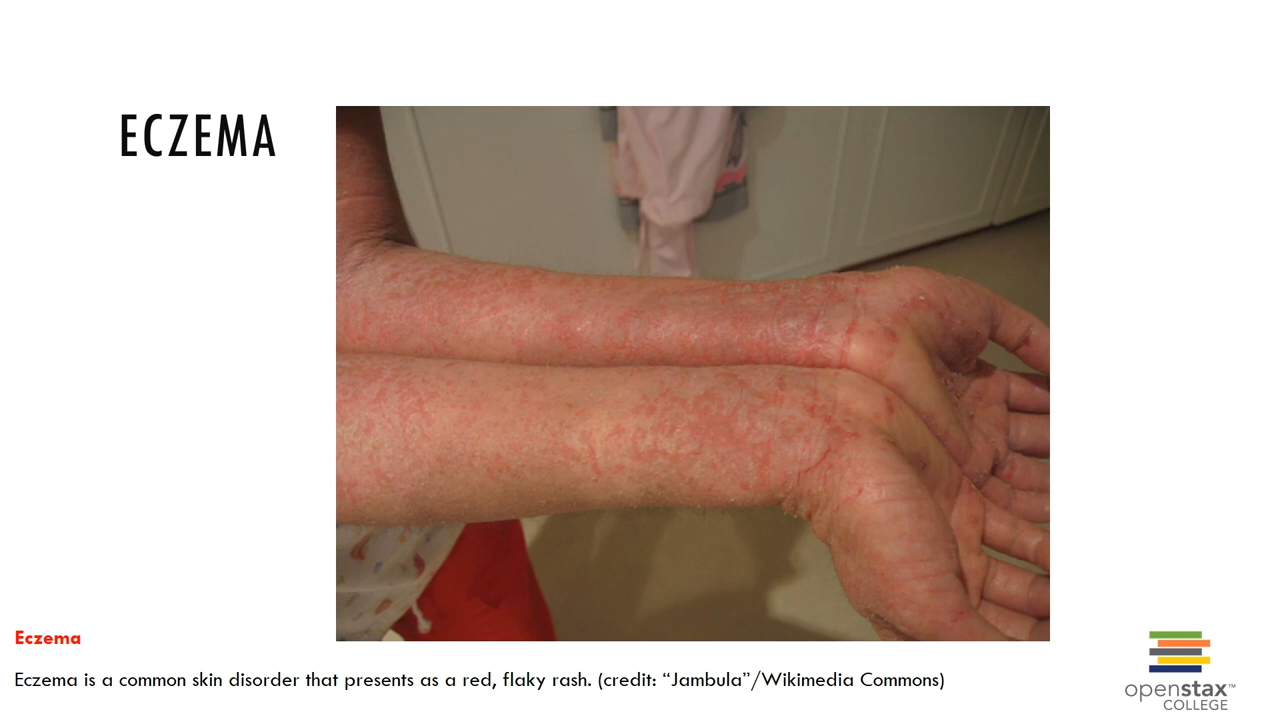 ECZEMA
Eczema
Eczema is a common skin disorder that presents as a red, flaky rash. (credit: “Jambula”/Wikimedia Commons)
openstax™
COLLEGE